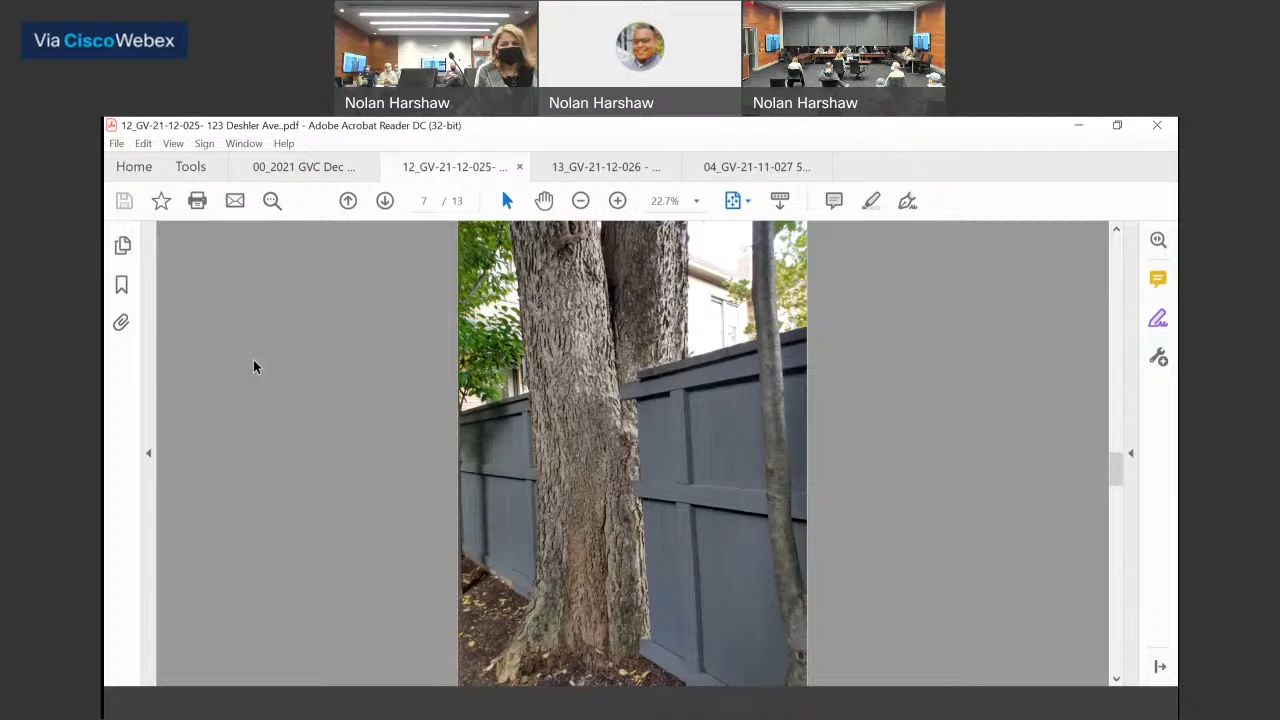 Via CiscoWebex
Nolan Harshaw
Nolan Harshaw
Nolan Harshaw
12_GV-21-12-025- 123 Deshler Ave..pdf - Adobe Acrobat Reader DC (32-bit)
File Edit View Sign Window Help
Home Tools 00_2021 GVC Dec ... 12_GV-21-12-025- ... × 13_GV-21-12-026 - ... 04_GV-21-11-027 5...
7 / 13 22.7%